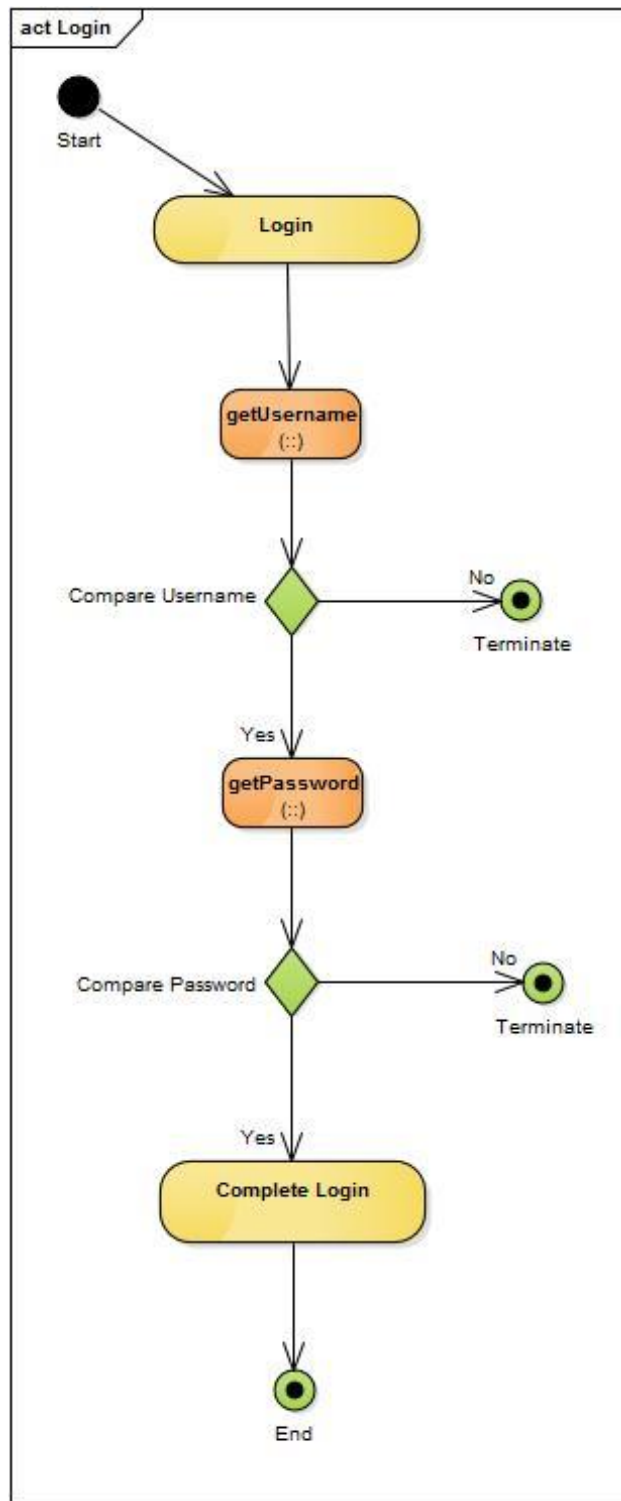 act Login
Start
Login
getUsername
(::)
Compare Username
No
Terminate
Yes
getPassword
(::)
Compare Password
No
Terminate
Yes
Complete Login
End